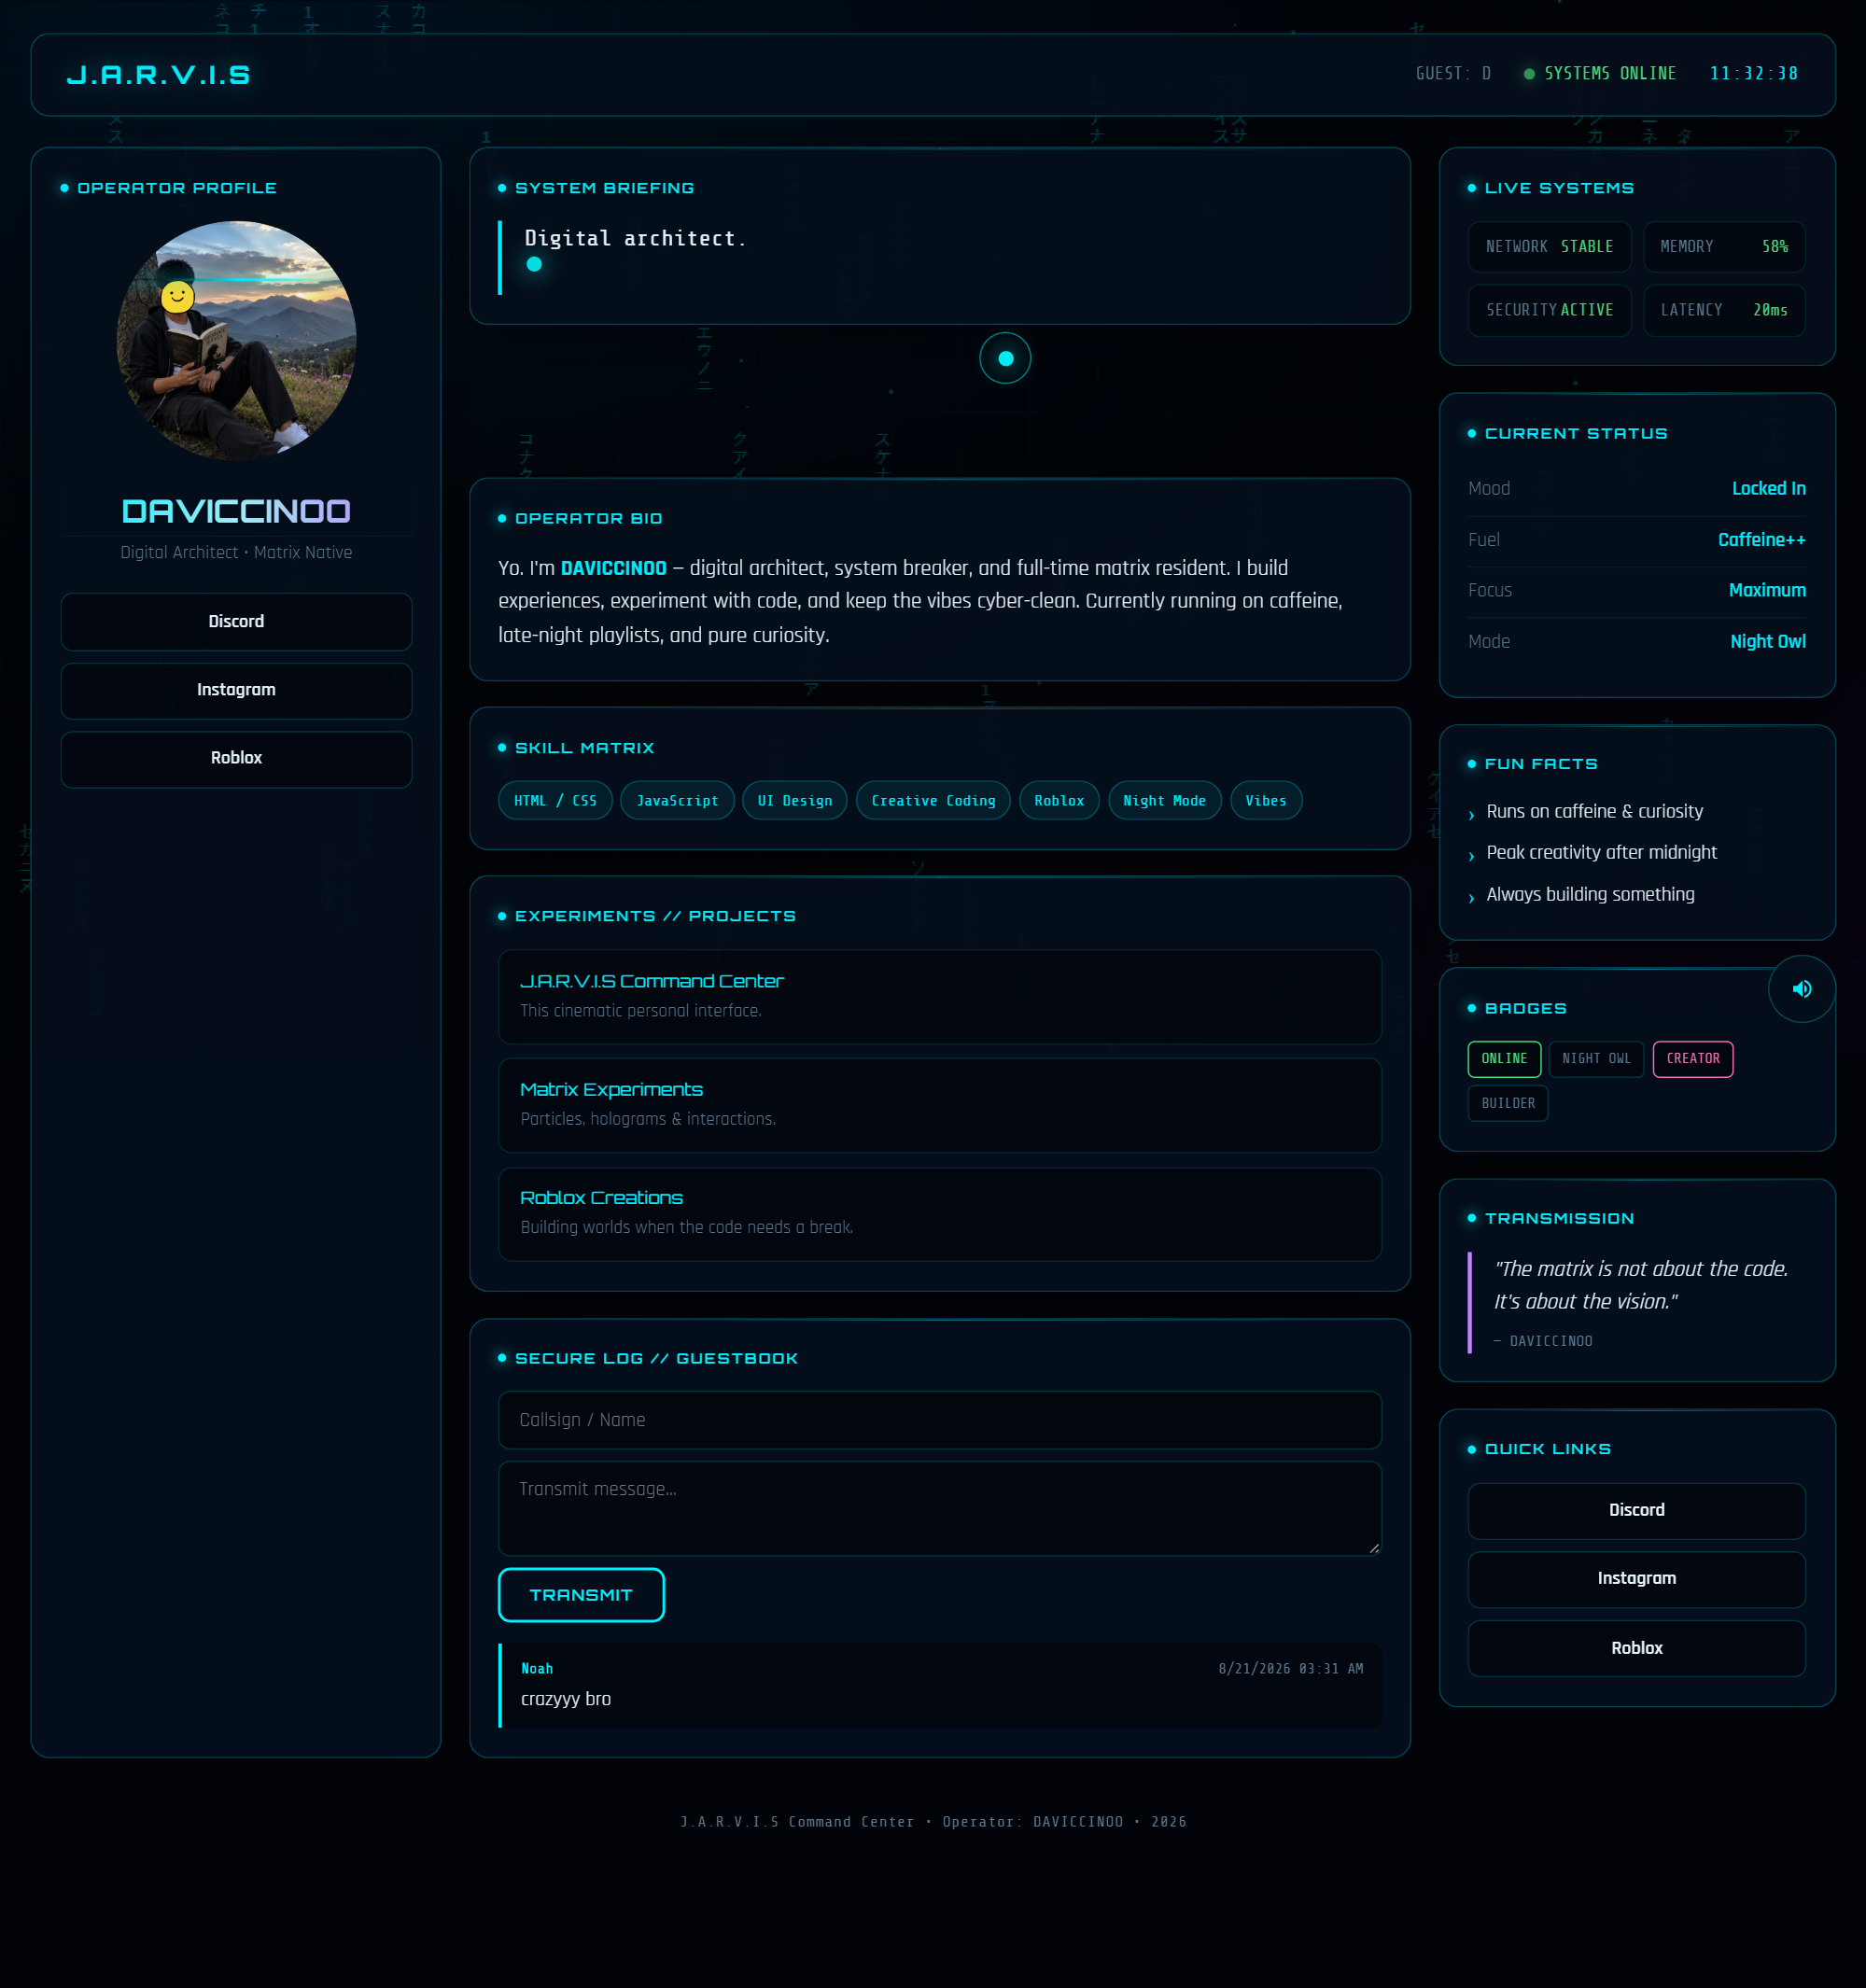 J.A.R.V.I.S
GUEST: D
SYSTEMS ONLINE
11:32:38
OPERATOR PROFILE
DAVICCINOO
Digital Architect • Matrix Native
Discord
Instagram
Roblox
SYSTEM BRIEFING
Digital architect.
OPERATOR BIO
Yo. I'm DAVICCINOO — digital architect, system breaker, and full-time matrix resident. I build
experiences, experiment with code, and keep the vibes cyber-clean. Currently running on caffeine,
late-night playlists, and pure curiosity.
SKILL MATRIX
HTML / CSS
JavaScript
UI Design
Creative Coding
Roblox
Night Mode
Vibes
EXPERIMENTS // PROJECTS
J.A.R.V.I.S Command Center
This cinematic personal interface.
Matrix Experiments
Particles, holograms & interactions.
Roblox Creations
Building worlds when the code needs a break.
SECURE LOG // GUESTBOOK
Callsign / Name
Transmit message...
TRANSMIT
Noah
8/21/2026 03:31 AM
crazyyy bro
LIVE SYSTEMS
NETWORK STABLE
MEMORY 58%
SECURITY ACTIVE
LATENCY 20ms
CURRENT STATUS
Mood Locked In
Fuel Caffeine++
Focus Maximum
Mode Night Owl
FUN FACTS
› Runs on caffeine & curiosity
› Peak creativity after midnight
› Always building something
BADGES
ONLINE
NIGHT OWL
CREATOR
BUILDER
TRANSMISSION
"The matrix is not about the code.
It's about the vision."
— DAVICCINOO
QUICK LINKS
Discord
Instagram
Roblox
J.A.R.V.I.S Command Center • Operator: DAVICCINOO • 2026